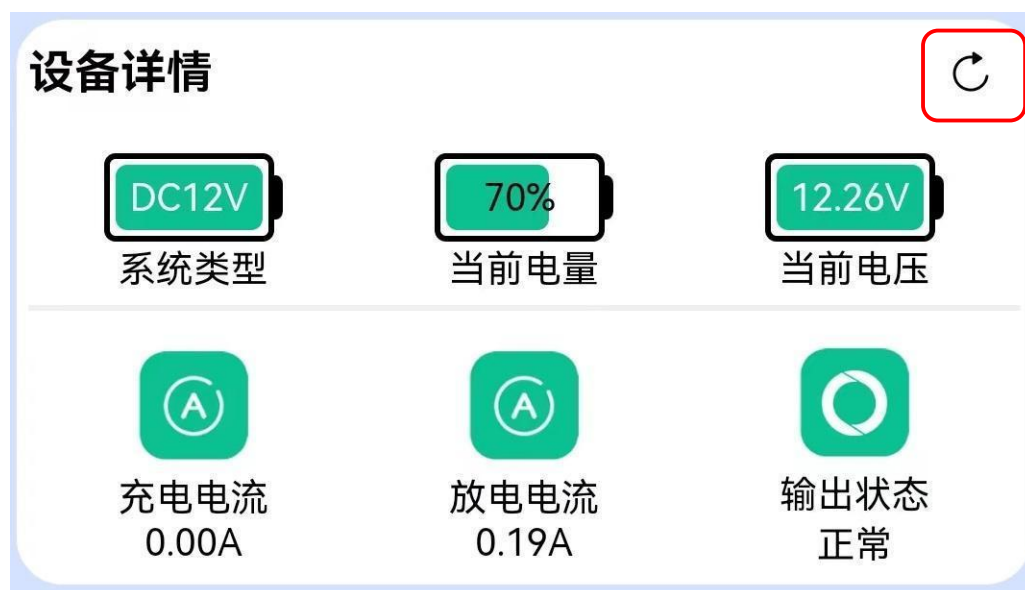 设备详情
DC12V
70%
12.26V
系统类型
当前电量
当前电压
A
A
充电电流
放电电流
输出状态
0.00A
0.19A
正常